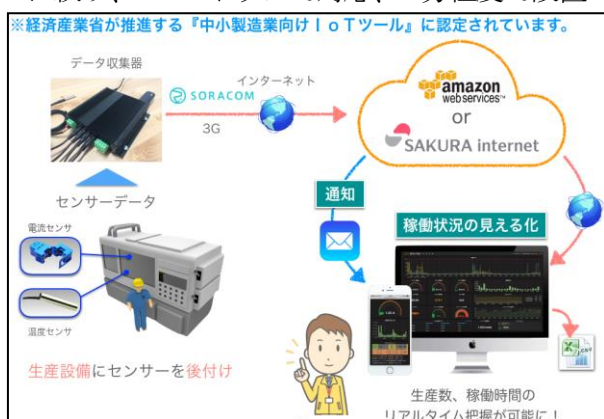 ※経済産業省が推進する『中小製造業向けＩｏＴツール』に認定されています。
データ収集器
インターネット
SORACOM
3G
amazon
web services™
or
SAKURA internet
センサーデータ
通知
稼働状況の見える化
電流センサ
温度センサ
生産設備にセンサーを後付け
生産数、稼働時間の
リアルタイム把握が可能に！